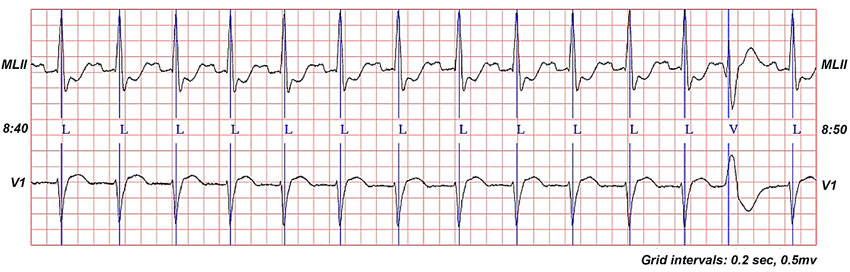 MLII MLII
8:40 L L L L L L L L L L L L V L 8:50
V1 V1
Grid intervals: 0.2 sec, 0.5mv